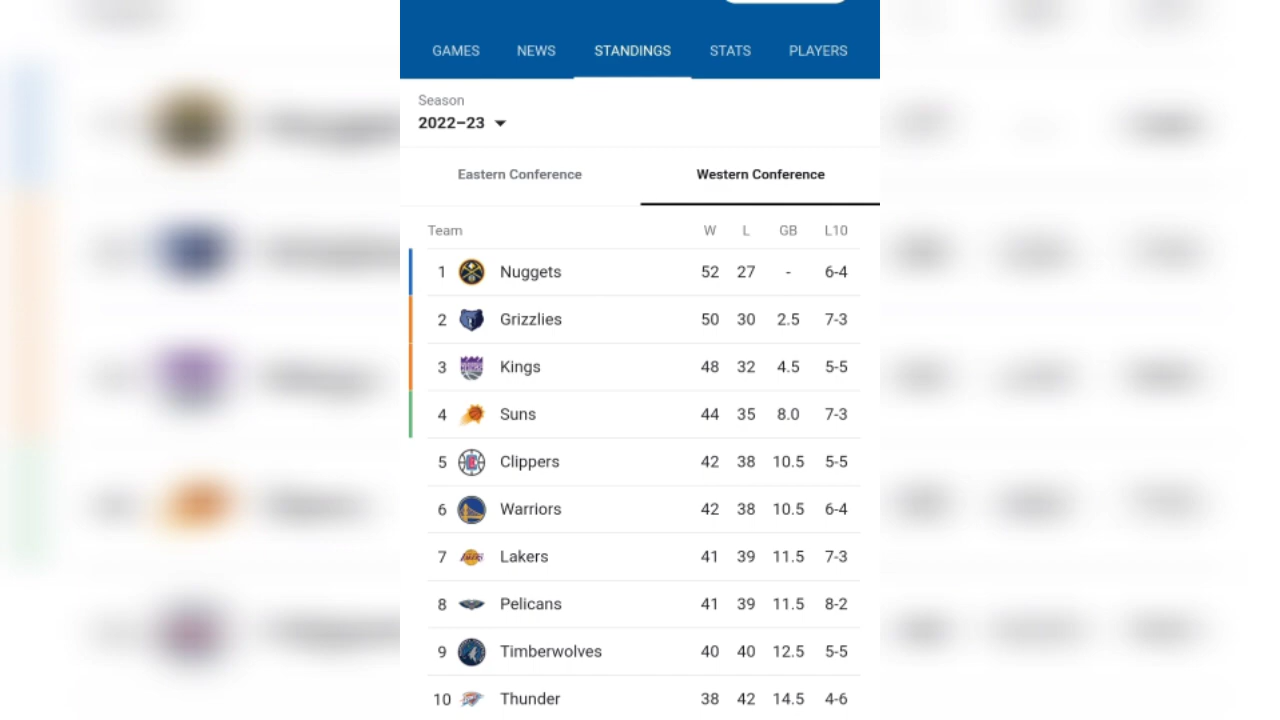 GAMES NEWS STANDINGS STATS PLAYERS
Season
2022–23
Eastern Conference Western Conference
Team W L GB L10
1 Nuggets 52 27 - 6-4
2 Grizzlies 50 30 2.5 7-3
3 Kings 48 32 4.5 5-5
4 Suns 44 35 8.0 7-3
5 Clippers 42 38 10.5 5-5
6 Warriors 42 38 10.5 6-4
7 Lakers 41 39 11.5 7-3
8 Pelicans 41 39 11.5 8-2
9 Timberwolves 40 40 12.5 5-5
10 Thunder 38 42 14.5 4-6